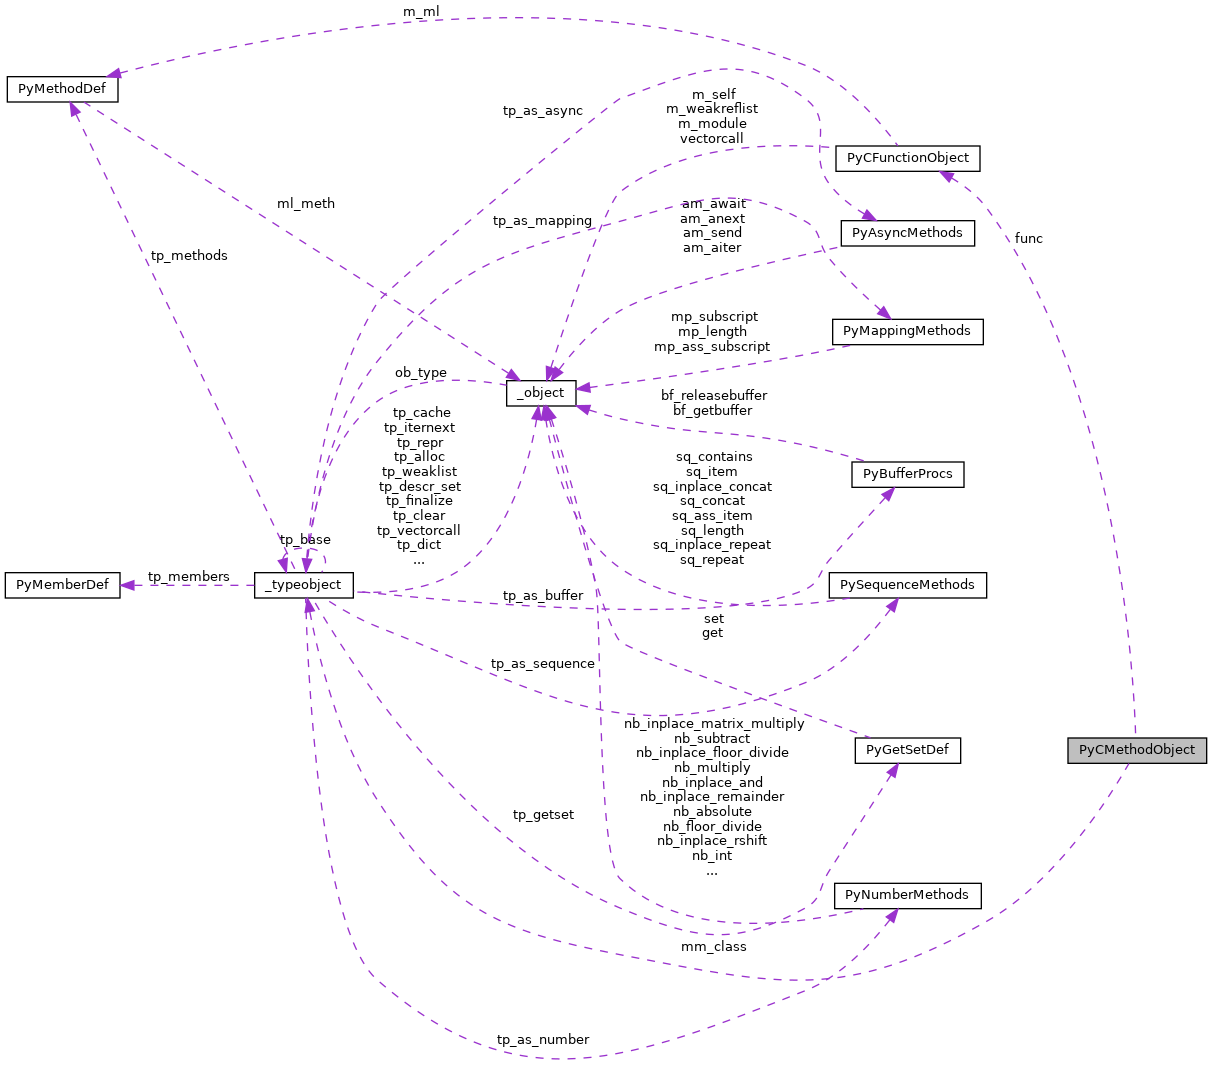 m_ml
PyMethodDef
tp_as_async
m_self
m_weakreflist
m_module
vectorcall
PyCFunctionObject
ml_meth
tp_as_mapping
am_await
am_anext
am_send
am_aiter
PyAsyncMethods
func
tp_methods
mp_subscript
mp_length
mp_ass_subscript
PyMappingMethods
ob_type
_object
bf_releasebuffer
bf_getbuffer
tp_cache
tp_iternext
tp_repr
tp_alloc
tp_weaklist
tp_descr_set
tp_finalize
tp_clear
tp_vectorcall
tp_dict
...
sq_contains
sq_item
sq_inplace_concat
sq_concat
sq_ass_item
sq_length
sq_inplace_repeat
sq_repeat
PyBufferProcs
tp_base
PyMemberDef
tp_members
_typeobject
tp_as_buffer
PySequenceMethods
set
get
tp_as_sequence
nb_inplace_matrix_multiply
nb_subtract
nb_inplace_floor_divide
nb_multiply
nb_inplace_and
nb_inplace_remainder
nb_absolute
nb_floor_divide
nb_inplace_rshift
nb_int
...
PyGetSetDef
PyCMethodObject
tp_getset
PyNumberMethods
mm_class
tp_as_number